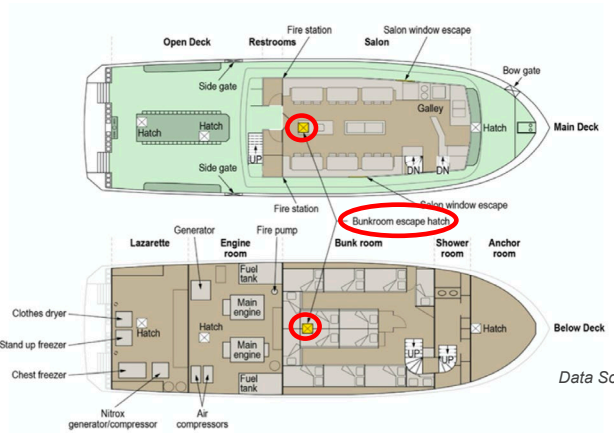 Fire station
Salon window escape
Open Deck
Restrooms
Salon
Bow gate
Side gate
Galley
Hatch
Hatch
Hatch
Main Deck
UP
DN
DN
Side gate
Fire station
Salon window escape
Bunkroom escape hatch
Lazarette
Engine
room
Generator
Fire pump
Bunk room
Shower
room
Anchor
room
Fuel
tank
Clothes dryer
Main
engine
Hatch
Hatch
Hatch
Below Deck
Stand up freezer
Main
engine
UP
UP
Chest freezer
Fuel
tank
Data So
Nitrox
generator/compressor
Air
compressors